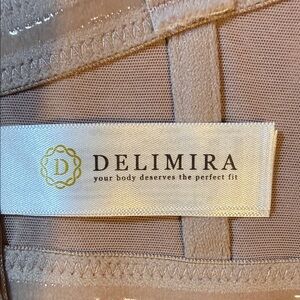 D
DELIMIRA
your body deserves the perfect fit